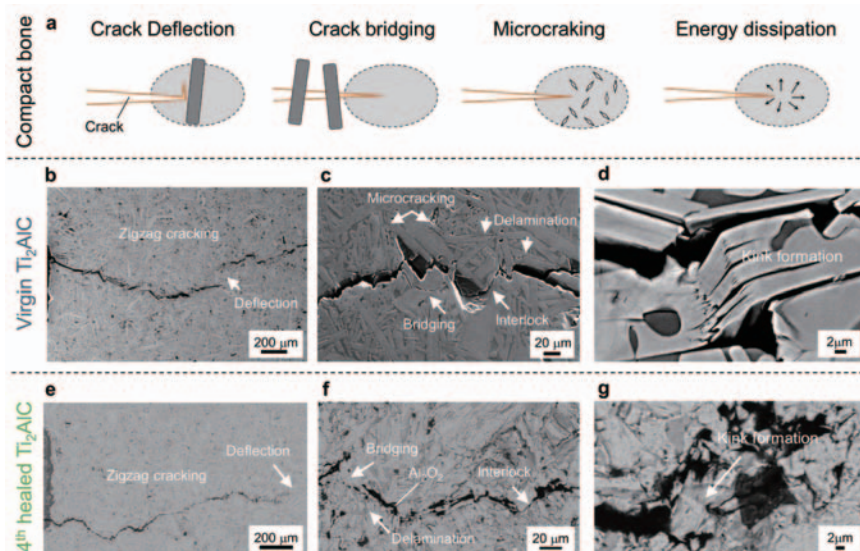 Compact bone
a
Crack Deflection
Crack bridging
Microcraking
Energy dissipation
Crack
Virgin Ti₂AlC
b
Zigzag cracking
Deflection
200 μm
c
Microcracking
Delamination
Bridging
Interlock
20 μm
d
Kink formation
2μm
4th healed Ti₂AlC
e
Deflection
Zigzag cracking
200 μm
f
Bridging
Interlock
Delamination
20 μm
g
Kink formation
2μm